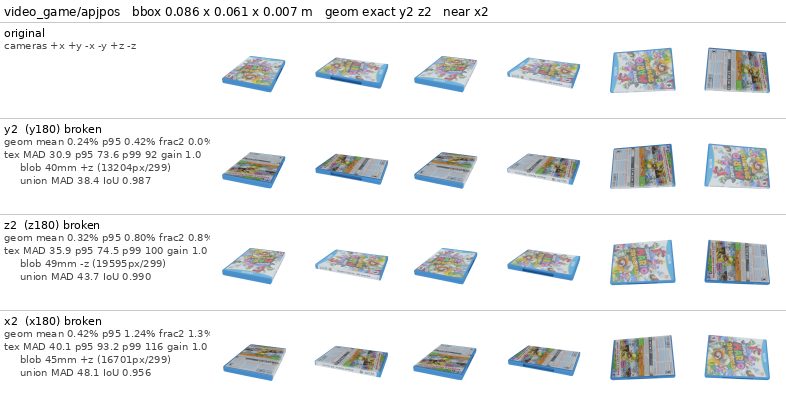 video_game/apjpos   bbox 0.086 x 0.061 x 0.007 m   geom exact y2 z2   near x2
original
cameras +x +y -x -y +z -z
y2  (y180) broken
geom mean 0.24% p95 0.42% frac2 0.0%
tex MAD 30.9 p95 73.6 p99 92 gain 1.0
blob 40mm +z (13204px/299)
union MAD 38.4 IoU 0.987
z2  (z180) broken
geom mean 0.32% p95 0.80% frac2 0.8%
tex MAD 35.9 p95 74.5 p99 100 gain 1.0
blob 49mm -z (19595px/299)
union MAD 43.7 IoU 0.990
x2  (x180) broken
geom mean 0.42% p95 1.24% frac2 1.3%
tex MAD 40.1 p95 93.2 p99 116 gain 1.0
blob 45mm +z (16701px/299)
union MAD 48.1 IoU 0.956